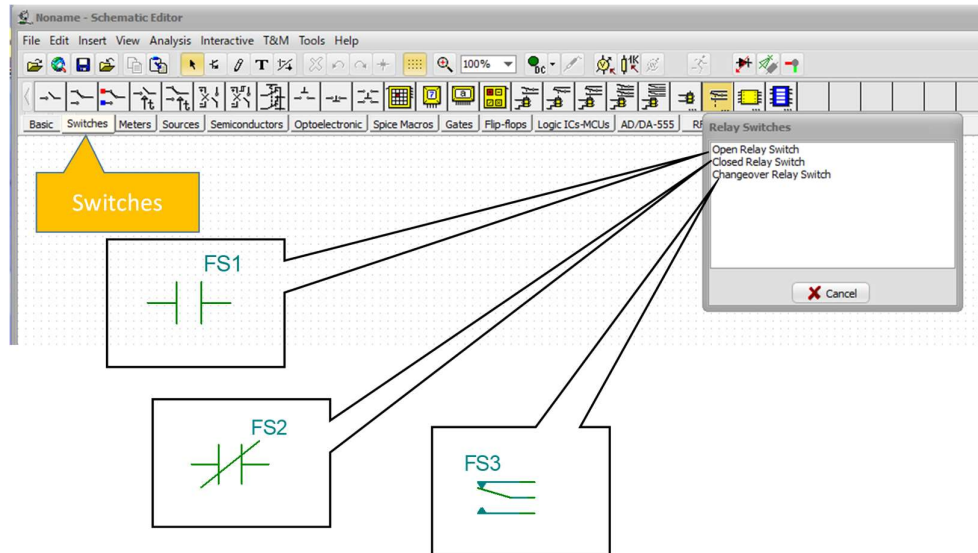 Noname - Schematic Editor
File Edit Insert View Analysis Interactive T&M Tools Help
T 100% DC 1K
Basic Switches Meters Sources Semiconductors Optoelectronic Spice Macros Gates Flip-flops Logic ICs-MCUs AD/DA-555
Relay Switches
Open Relay Switch
Closed Relay Switch
Changeover Relay Switch
Cancel
Switches
FS1
FS2
FS3